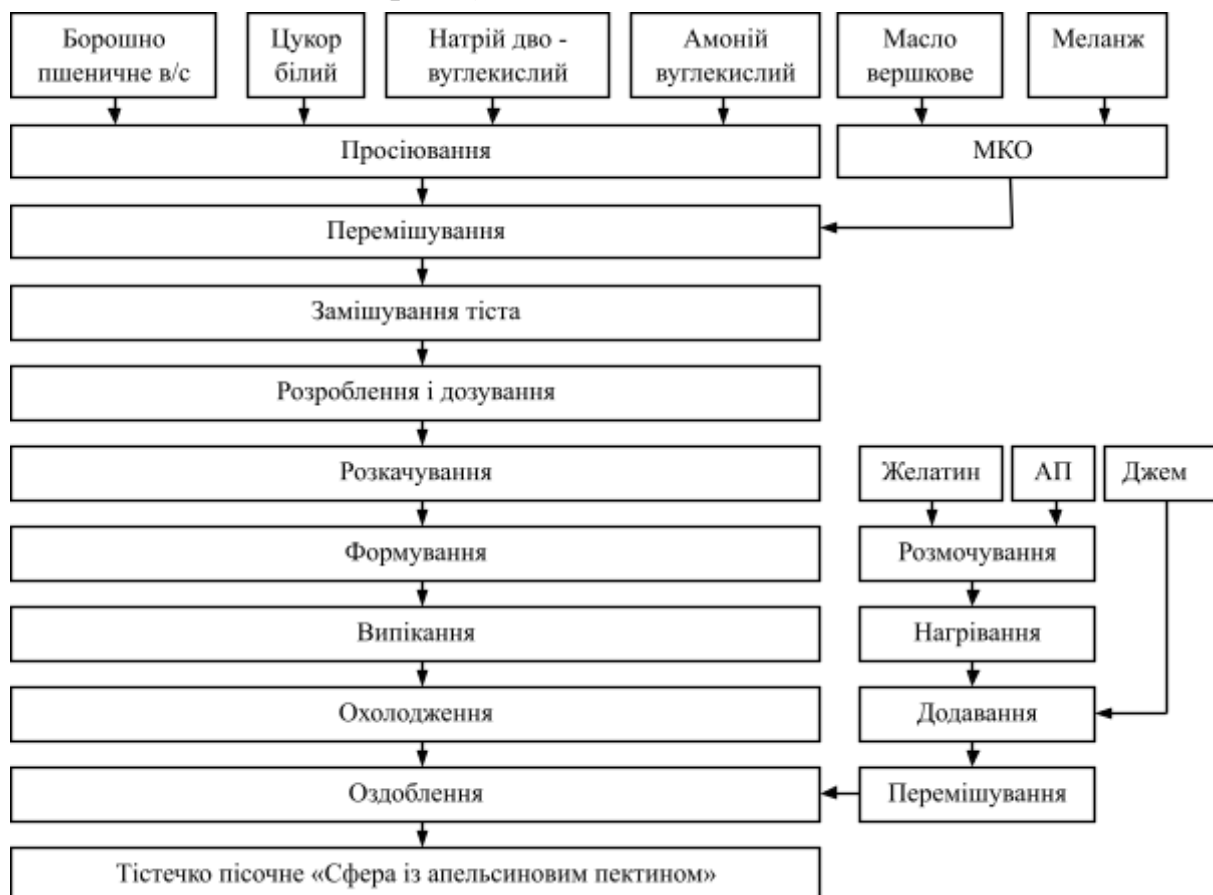 Борошно
пшеничне в/с
Цукор
білий
Натрій дво -
вуглекислий
Амоній
вуглекислий
Масло
вершкове
Меланж
Просіювання
МКО
Перемішування
Замішування тіста
Розроблення і дозування
Розкачування
Желатин
АП
Джем
Формування
Розмочування
Випікання
Нагрівання
Охолодження
Додавання
Оздоблення
Перемішування
Тістечко пісочне «Сфера із апельсиновим пектином»